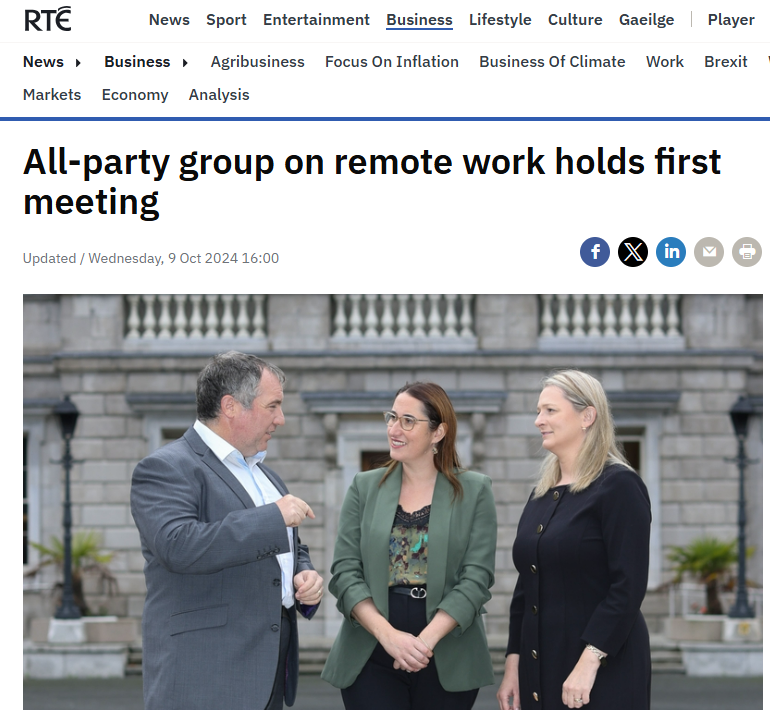 RTÉ News Sport Entertainment Business Lifestyle Culture Gaeilge Player
News Business Agribusiness Focus On Inflation Business Of Climate Work Brexit
Markets Economy Analysis
All-party group on remote work holds first
meeting
Updated / Wednesday, 9 Oct 2024 16:00
f X in